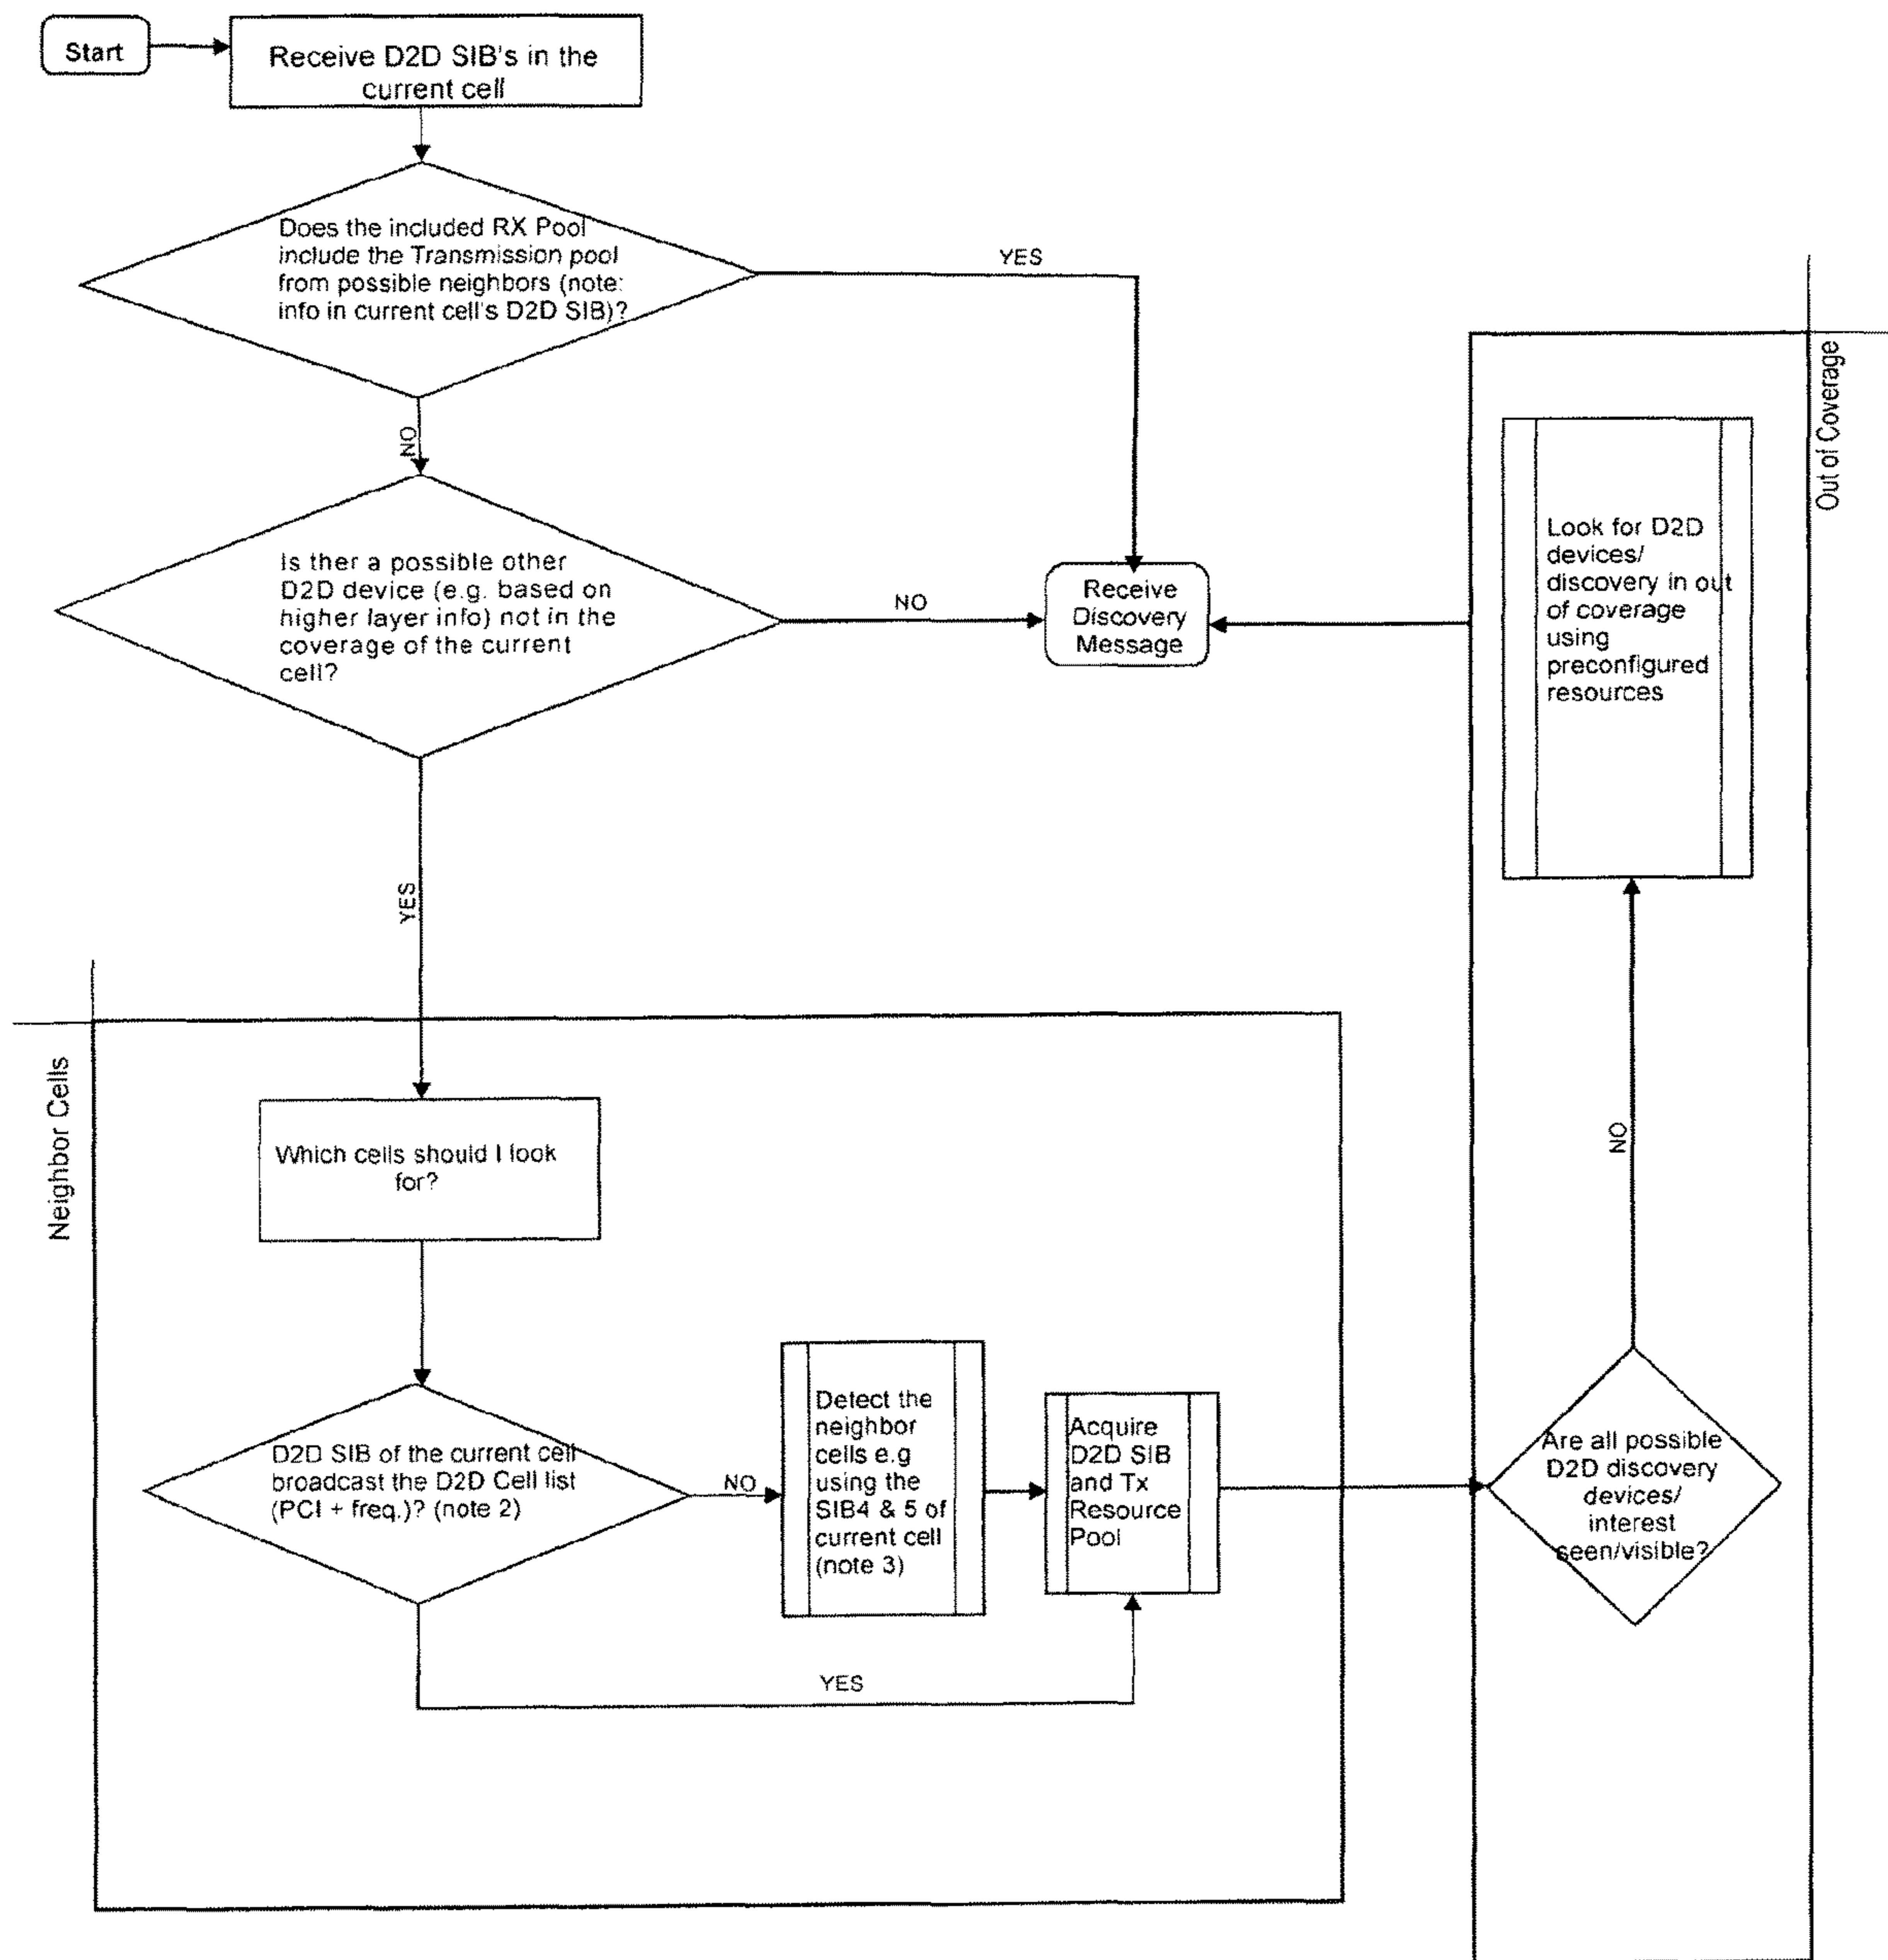 Start
Receive D2D SIB's in the
current cell
Does the included RX Pool
include the Transmission pool
from possible neighbors (note:
info in current cell's D2D SIB)?
YES
NO
Is ther a possible other
D2D device (e.g. based on
higher layer info) not in the
coverage of the current
cell?
NO
Receive
Discovery
Message
YES
Out of Coverage
Look for D2D
devices/
discovery in out
of coverage
using
preconfigured
resources
NO
Neighbor Cells
Which cells should I look
for?
D2D SIB of the current cell
broadcast the D2D Cell list
(PCI + freq.)? (note 2)
NO
Detect the
neighbor
cells e.g
using the
SIB4 & 5 of
current cell
(note 3)
Acquire
D2D SIB
and Tx
Resource
Pool
YES
Are all possible
D2D discovery
devices/
interest
seen/visible?